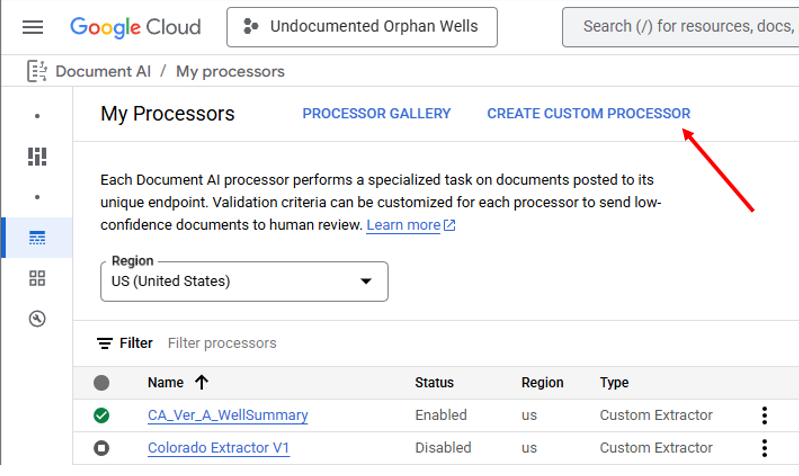 Google Cloud
Undocumented Orphan Wells
Search (/) for resources, docs,
Document AI / My processors
My Processors
PROCESSOR GALLERY
CREATE CUSTOM PROCESSOR
Each Document AI processor performs a specialized task on documents posted to its
unique endpoint. Validation criteria can be customized for each processor to send low-
confidence documents to human review. Learn more
Region
US (United States)
Filter Filter processors
Name Status Region Type
CA_Ver_A_WellSummary Enabled us Custom Extractor
Colorado Extractor V1 Disabled us Custom Extractor